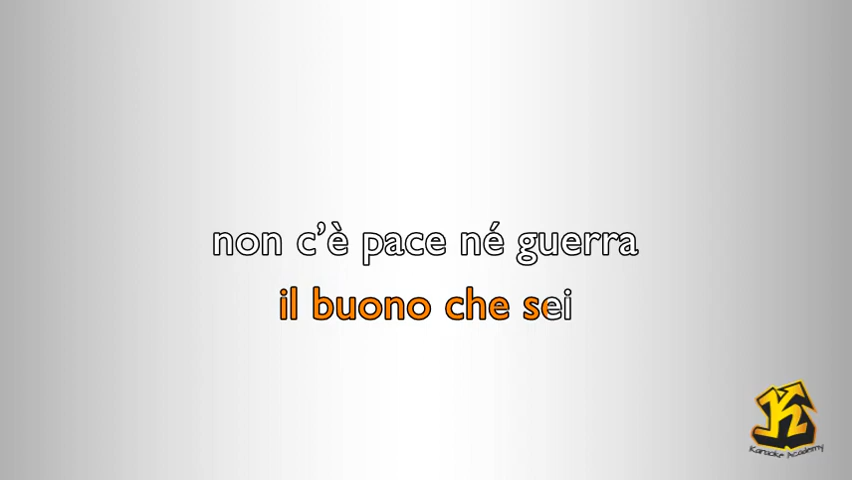 non c’è pace né guerra
il buono che sei
K
Karaoke Academy